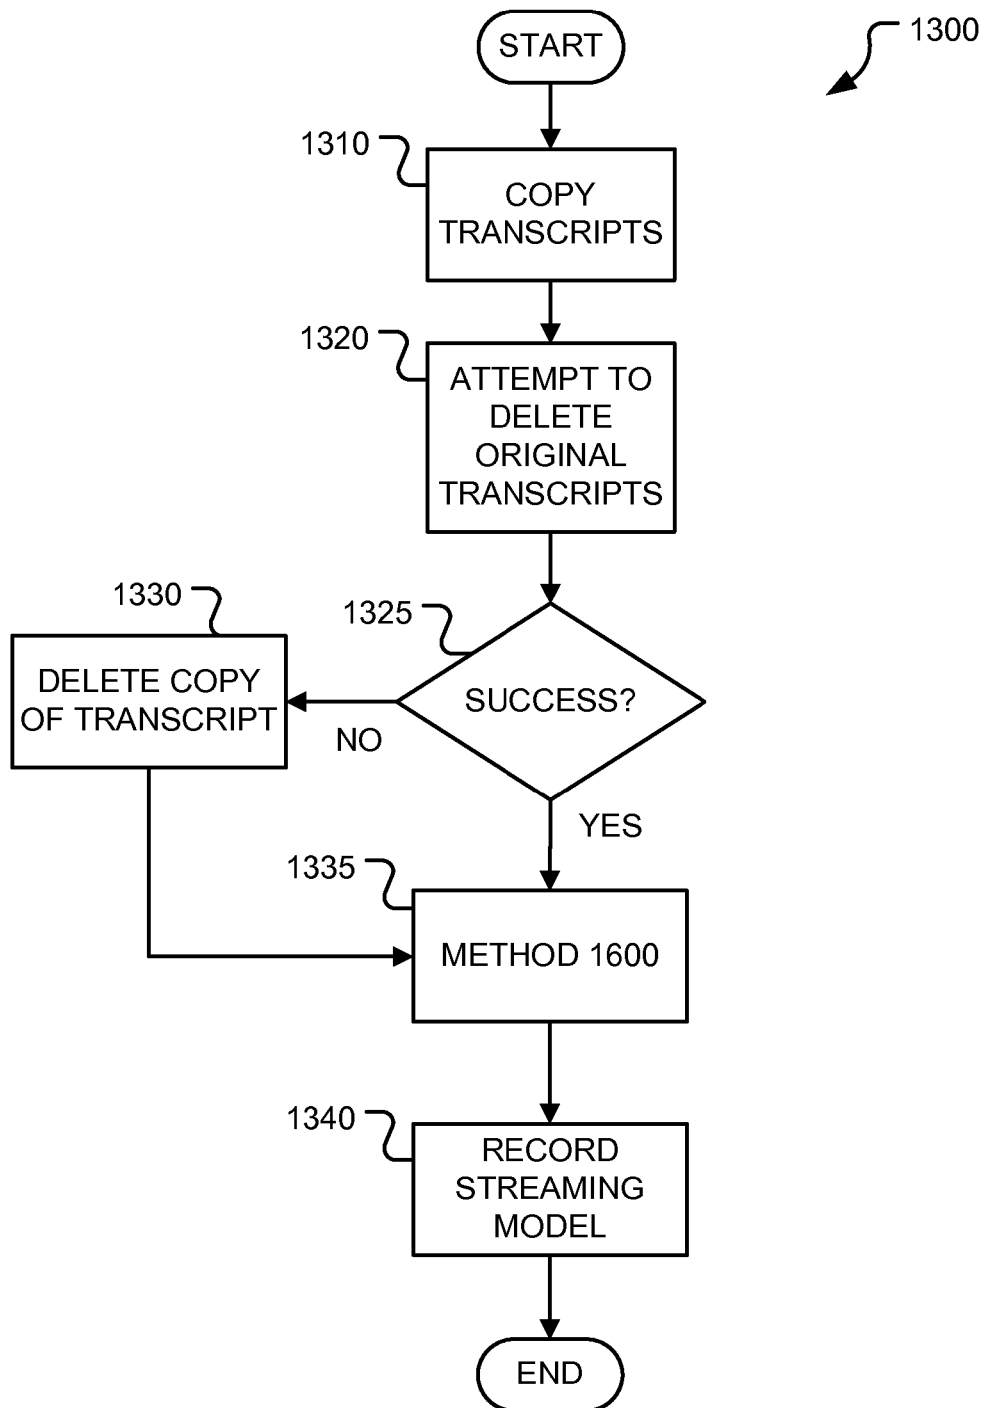 START
1300
1310
COPY
TRANSCRIPTS
1320
ATTEMPT TO
DELETE
ORIGINAL
TRANSCRIPTS
1330
1325
DELETE COPY
OF TRANSCRIPT
SUCCESS?
NO
YES
1335
METHOD 1600
1340
RECORD
STREAMING
MODEL
END